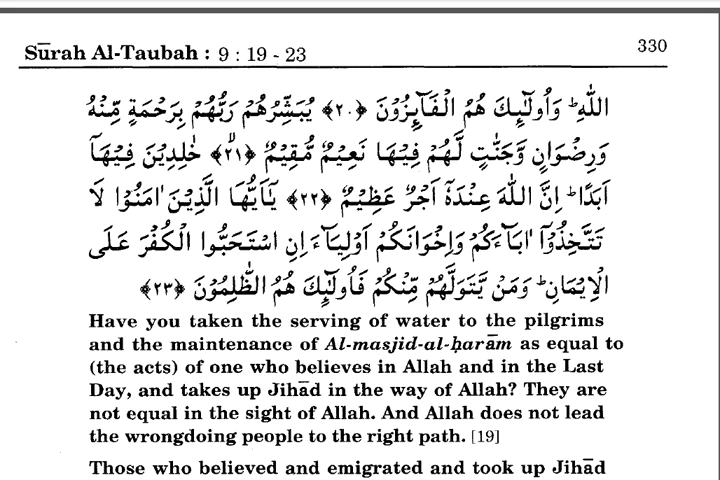 Sūrah Al-Taubah : 9 : 19 - 23
330
اللّٰهِ ؕ وَاُولٰٓئِكَ هُمُ الْفَآئِزُوْنَ ﴿۲۰﴾ يُبَشِّرُهُمْ رَبُّهُمْ بِرَحْمَةٍ مِّنْهُ
وَرِضْوَانٍ وَّجَنّٰتٍ لَّهُمْ فِيْهَا نَعِيْمٌ مُّقِيْمٌ ﴿۲۱﴾ خٰلِدِيْنَ فِيْهَآ
اَبَدًا ؕ اِنَّ اللّٰهَ عِنْدَهٗٓ اَجْرٌ عَظِيْمٌ ﴿۲۲﴾ يٰٓاَيُّهَا الَّذِيْنَ اٰمَنُوْا لَا
تَتَّخِذُوْٓا اٰبَآءَكُمْ وَاِخْوَانَكُمْ اَوْلِيَآءَ اِنِ اسْتَحَبُّوا الْكُفْرَ عَلَى
الْاِيْمَانِ ؕ وَمَنْ يَّتَوَلَّهُمْ مِّنْكُمْ فَاُولٰٓئِكَ هُمُ الظّٰلِمُوْنَ ﴿۲۳﴾
Have you taken the serving of water to the pilgrims
and the maintenance of Al-masjid-al-ḥarām as equal to
(the acts) of one who believes in Allah and in the Last
Day, and takes up Jihād in the way of Allah? They are
not equal in the sight of Allah. And Allah does not lead
the wrongdoing people to the right path. [19]
Those who believed and emigrated and took up Jihād